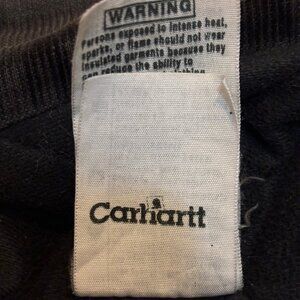 WARNING
Persons exposed to intense heat,
sparks, or flame should not wear
insulated garments because they
can reduce the ability to
Carhartt